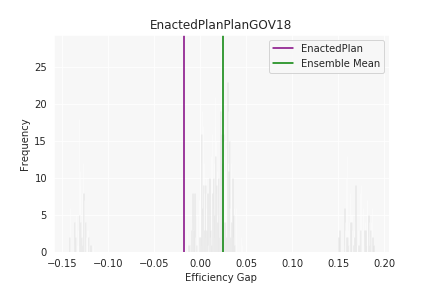 EnactedPlanPlanGOV18
EnactedPlan
Ensemble Mean
25
20
15
10
5
0
Frequency
−0.15 −0.10 −0.05 0.00 0.05 0.10 0.15 0.20
Efficiency Gap